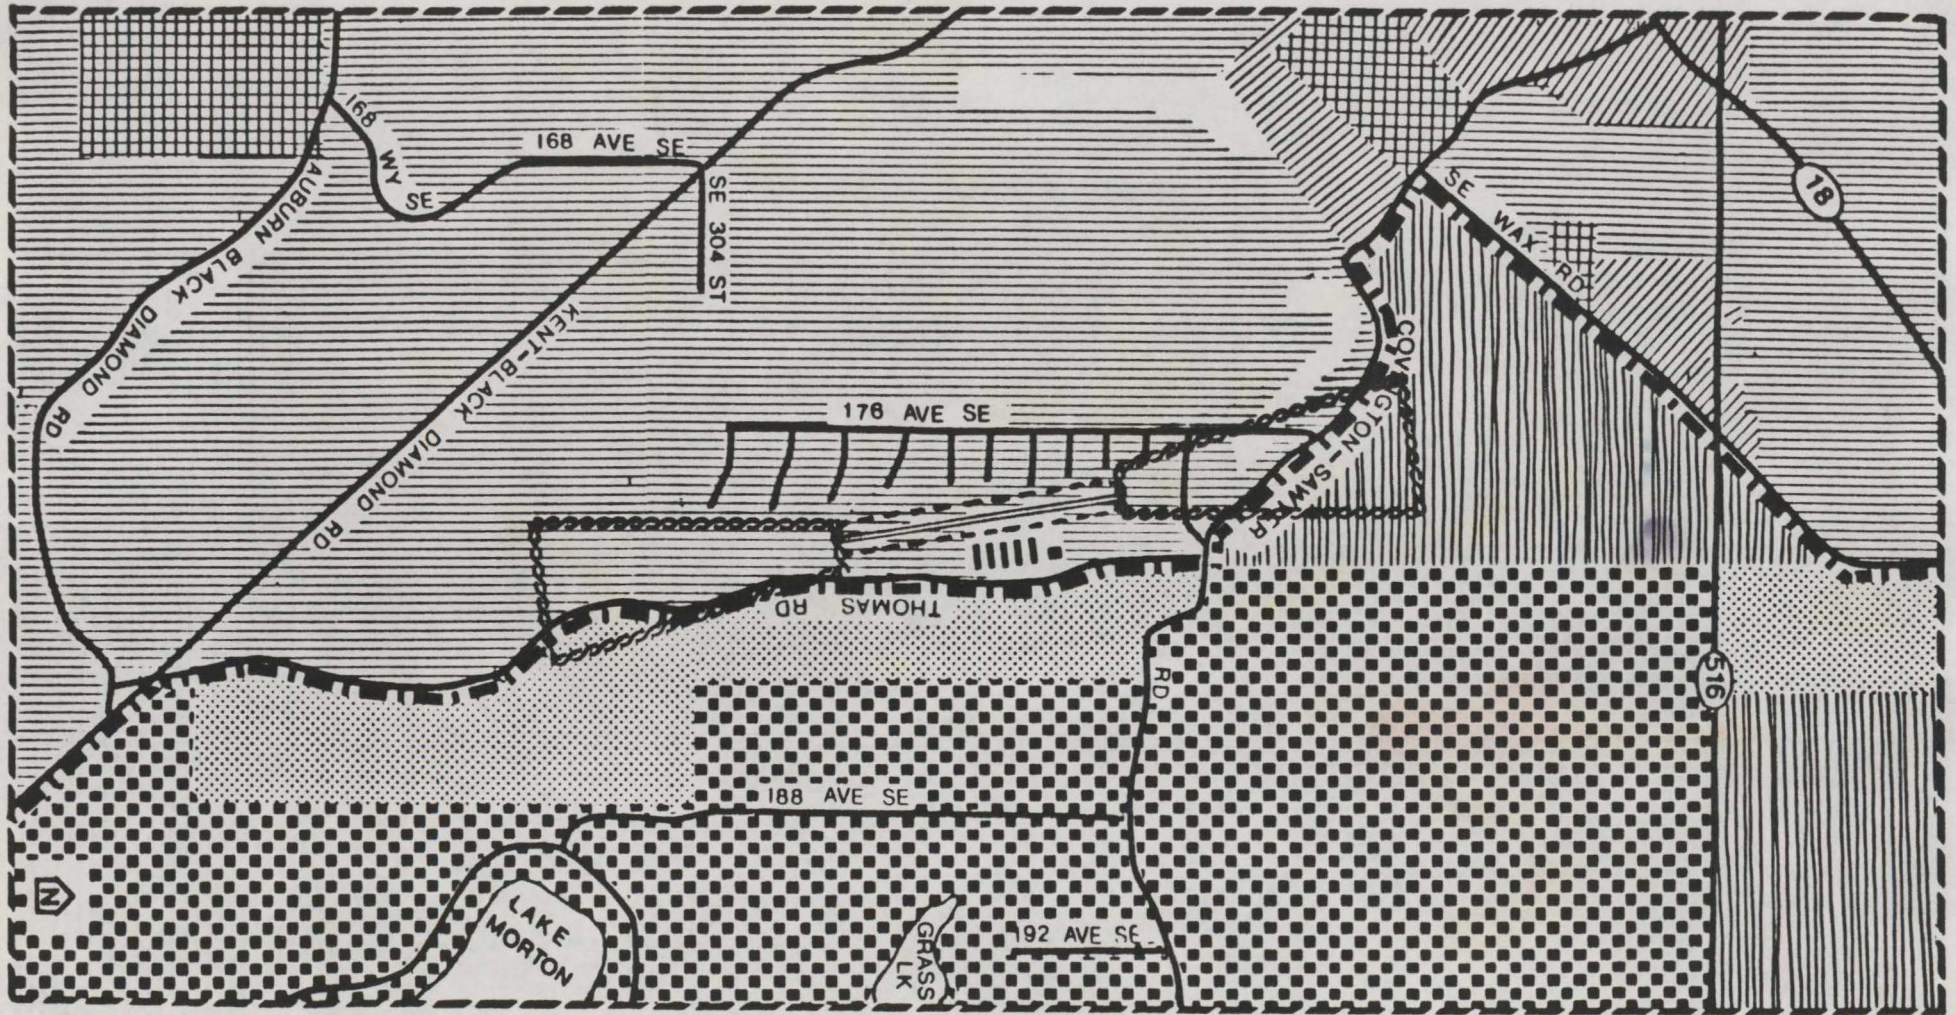 168 WY SE
168 AVE SE
SE 304 ST
AUBURN BLACK DIAMOND RD
KENT-BLACK DIAMOND RD
SE WAX RD
18
COVINGTON-SAWYER
RD
176 AVE SE
THOMAS RD
516
188 AVE SE
LAKE
MORTON
GRASS
LK
192 AVE SE
N